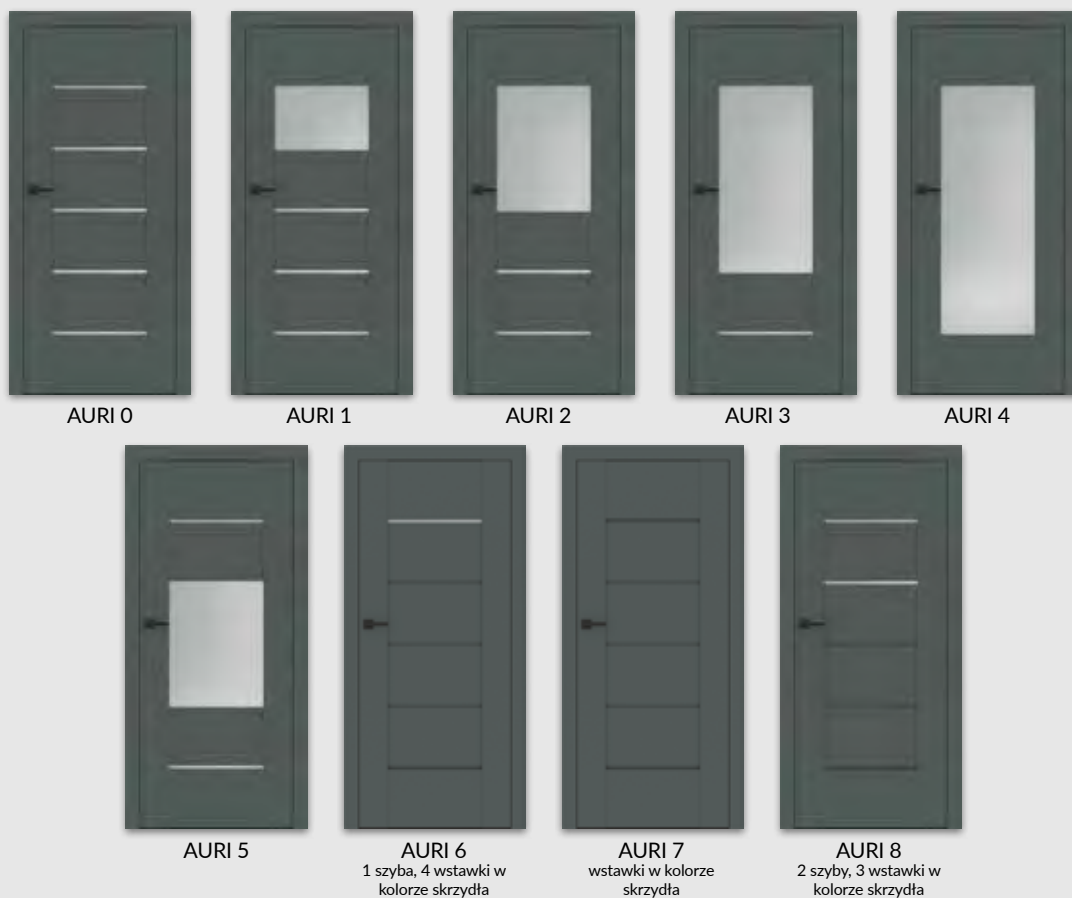 AURI 0
AURI 1
AURI 2
AURI 3
AURI 4
AURI 5
AURI 6
1 szyba, 4 wstawki w
kolorze skrzydła
AURI 7
wstawki w kolorze
skrzydła
AURI 8
2 szyby, 3 wstawki w
kolorze skrzydła